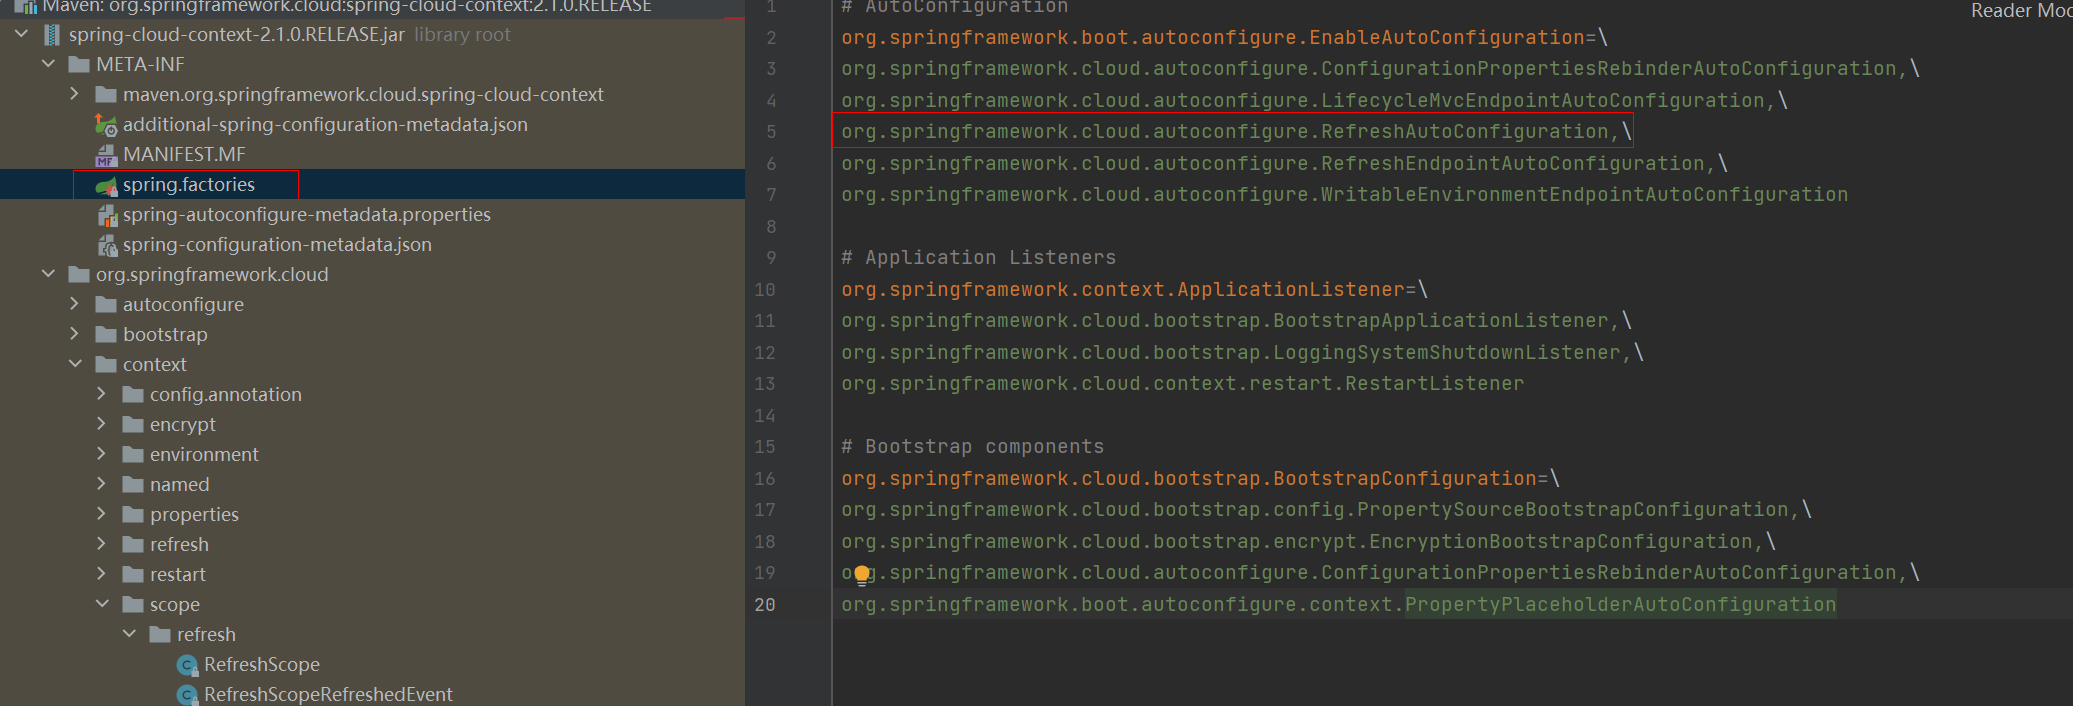 Maven: org.springframework.cloud:spring-cloud-context:2.1.0.RELEASE
spring-cloud-context-2.1.0.RELEASE.jar library root
META-INF
maven.org.springframework.cloud.spring-cloud-context
additional-spring-configuration-metadata.json
MANIFEST.MF
spring.factories
spring-autoconfigure-metadata.properties
spring-configuration-metadata.json
org.springframework.cloud
autoconfigure
bootstrap
context
config.annotation
encrypt
environment
named
properties
refresh
restart
scope
refresh
RefreshScope
RefreshScopeRefreshedEvent
Reader Mod
1 # AutoConfiguration
2 org.springframework.boot.autoconfigure.EnableAutoConfiguration=\
3 org.springframework.cloud.autoconfigure.ConfigurationPropertiesRebinderAutoConfiguration,\
4 org.springframework.cloud.autoconfigure.LifecycleMvcEndpointAutoConfiguration,\
5 org.springframework.cloud.autoconfigure.RefreshAutoConfiguration,\
6 org.springframework.cloud.autoconfigure.RefreshEndpointAutoConfiguration,\
7 org.springframework.cloud.autoconfigure.WritableEnvironmentEndpointAutoConfiguration
8
9 # Application Listeners
10 org.springframework.context.ApplicationListener=\
11 org.springframework.cloud.bootstrap.BootstrapApplicationListener,\
12 org.springframework.cloud.bootstrap.LoggingSystemShutdownListener,\
13 org.springframework.cloud.context.restart.RestartListener
14
15 # Bootstrap components
16 org.springframework.cloud.bootstrap.BootstrapConfiguration=\
17 org.springframework.cloud.bootstrap.config.PropertySourceBootstrapConfiguration,\
18 org.springframework.cloud.bootstrap.encrypt.EncryptionBootstrapConfiguration,\
19 org.springframework.cloud.autoconfigure.ConfigurationPropertiesRebinderAutoConfiguration,\
20 org.springframework.boot.autoconfigure.context.PropertyPlaceholderAutoConfiguration